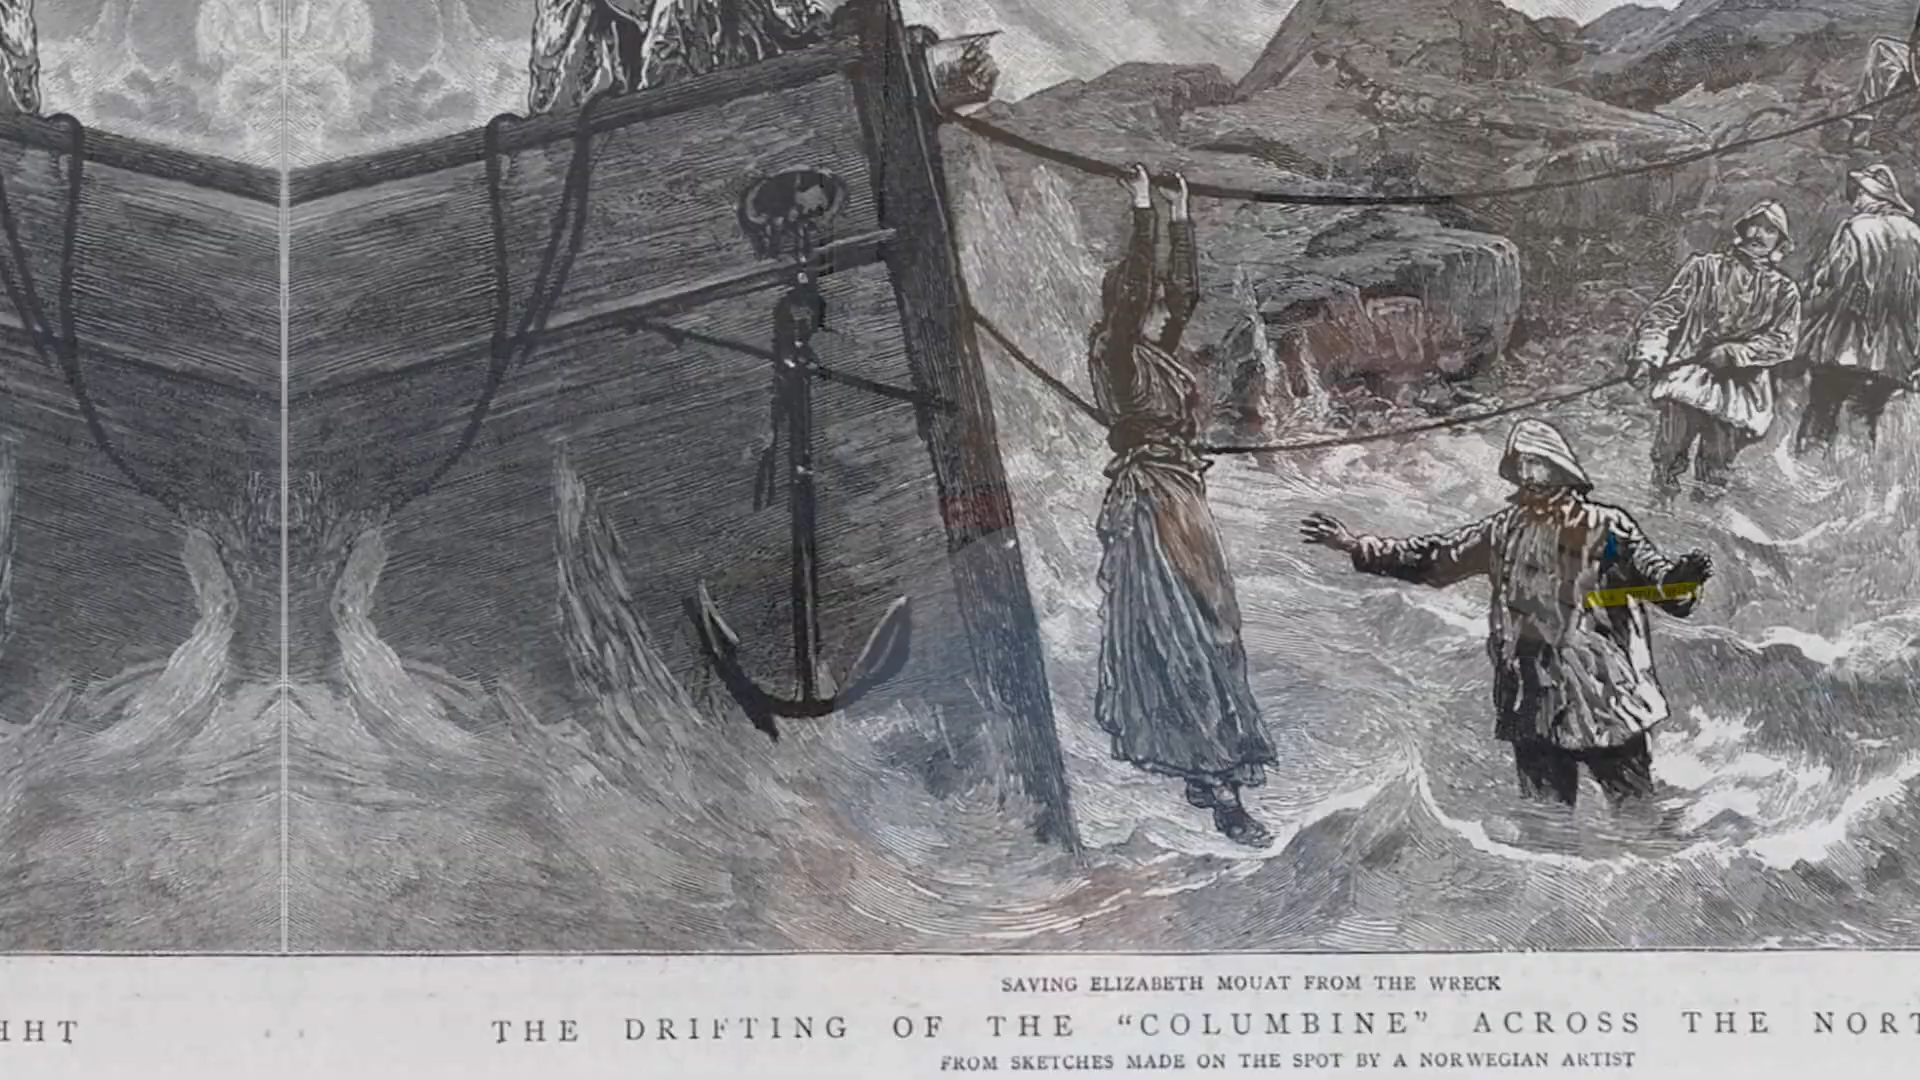 SAVING ELIZABETH MOUAT FROM THE WRECK
THE DRIFTING OF THE "COLUMBINE" ACROSS THE NORT
FROM SKETCHES MADE ON THE SPOT BY A NORWEGIAN ARTIST